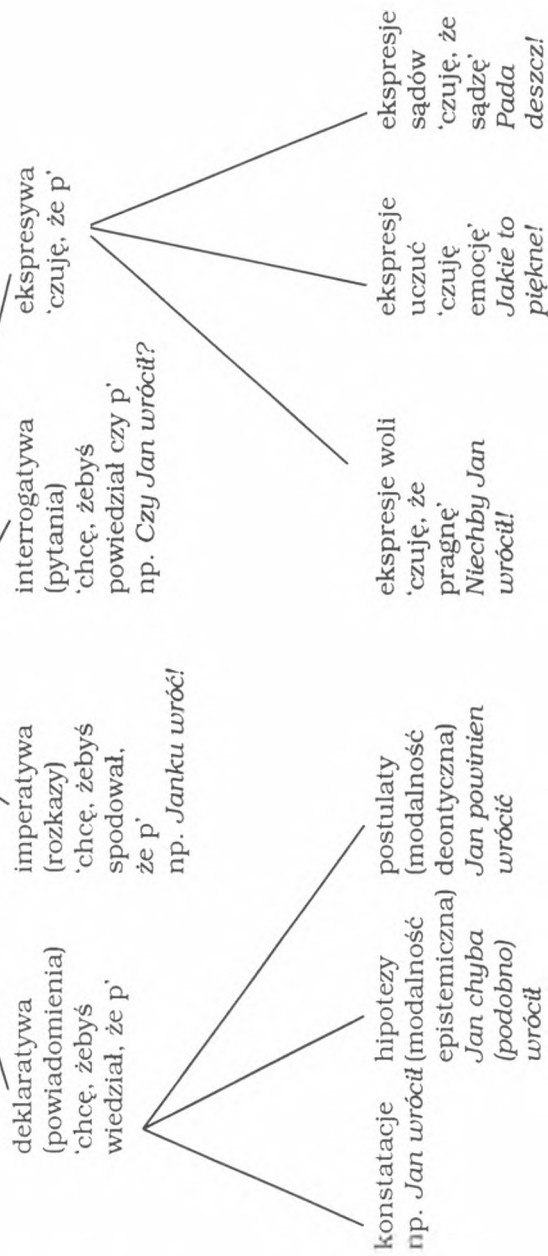 deklaratywa
(powiadomienia)
‘chcę, żebyś
wiedział, że p’
imperatywa
(rozkazy)
‘chcę, żebyś
spodował,
że p’
np. Janku wróć!
interrogatywa
(pytania)
‘chcę, żebyś
powiedział czy p’
np. Czy Jan wrócił?
ekspresywa
‘czuję, że p’
konstatacje
np. Jan wrócił
hipotezy
(modalność
epistemiczna)
Jan chyba
(podobno)
wrócił
postulaty
(modalność
deontyczna)
Jan powinien
wrócić
ekspresje woli
‘czuję, że
pragnę’
Niechby Jan
wrócił!
ekspresje
uczuć
‘czuję
emocję’
Jakie to
piękne!
ekspresje
sądów
‘czuję, że
sądzę’
Pada
deszcz!